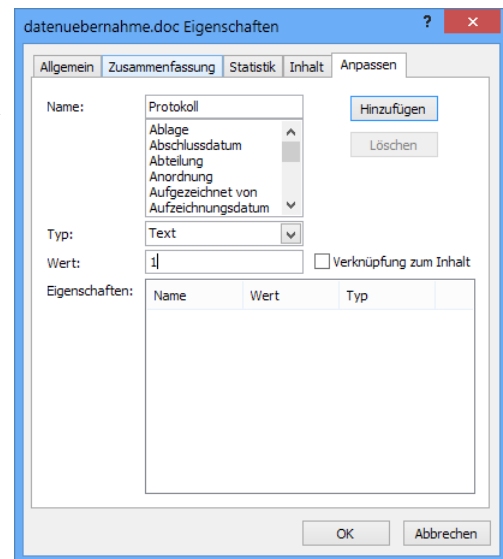 datenuebernahme.doc Eigenschaften ? ×
Allgemein Zusammenfassung Statistik Inhalt Anpassen
Name: Protokoll Hinzufügen
Ablage
Abschlussdatum Löschen
Abteilung
Anordnung
Aufgezeichnet von
Aufzeichnungsdatum
Typ: Text
Wert: 1 Verknüpfung zum Inhalt
Eigenschaften: Name Wert Typ
OK Abbrechen